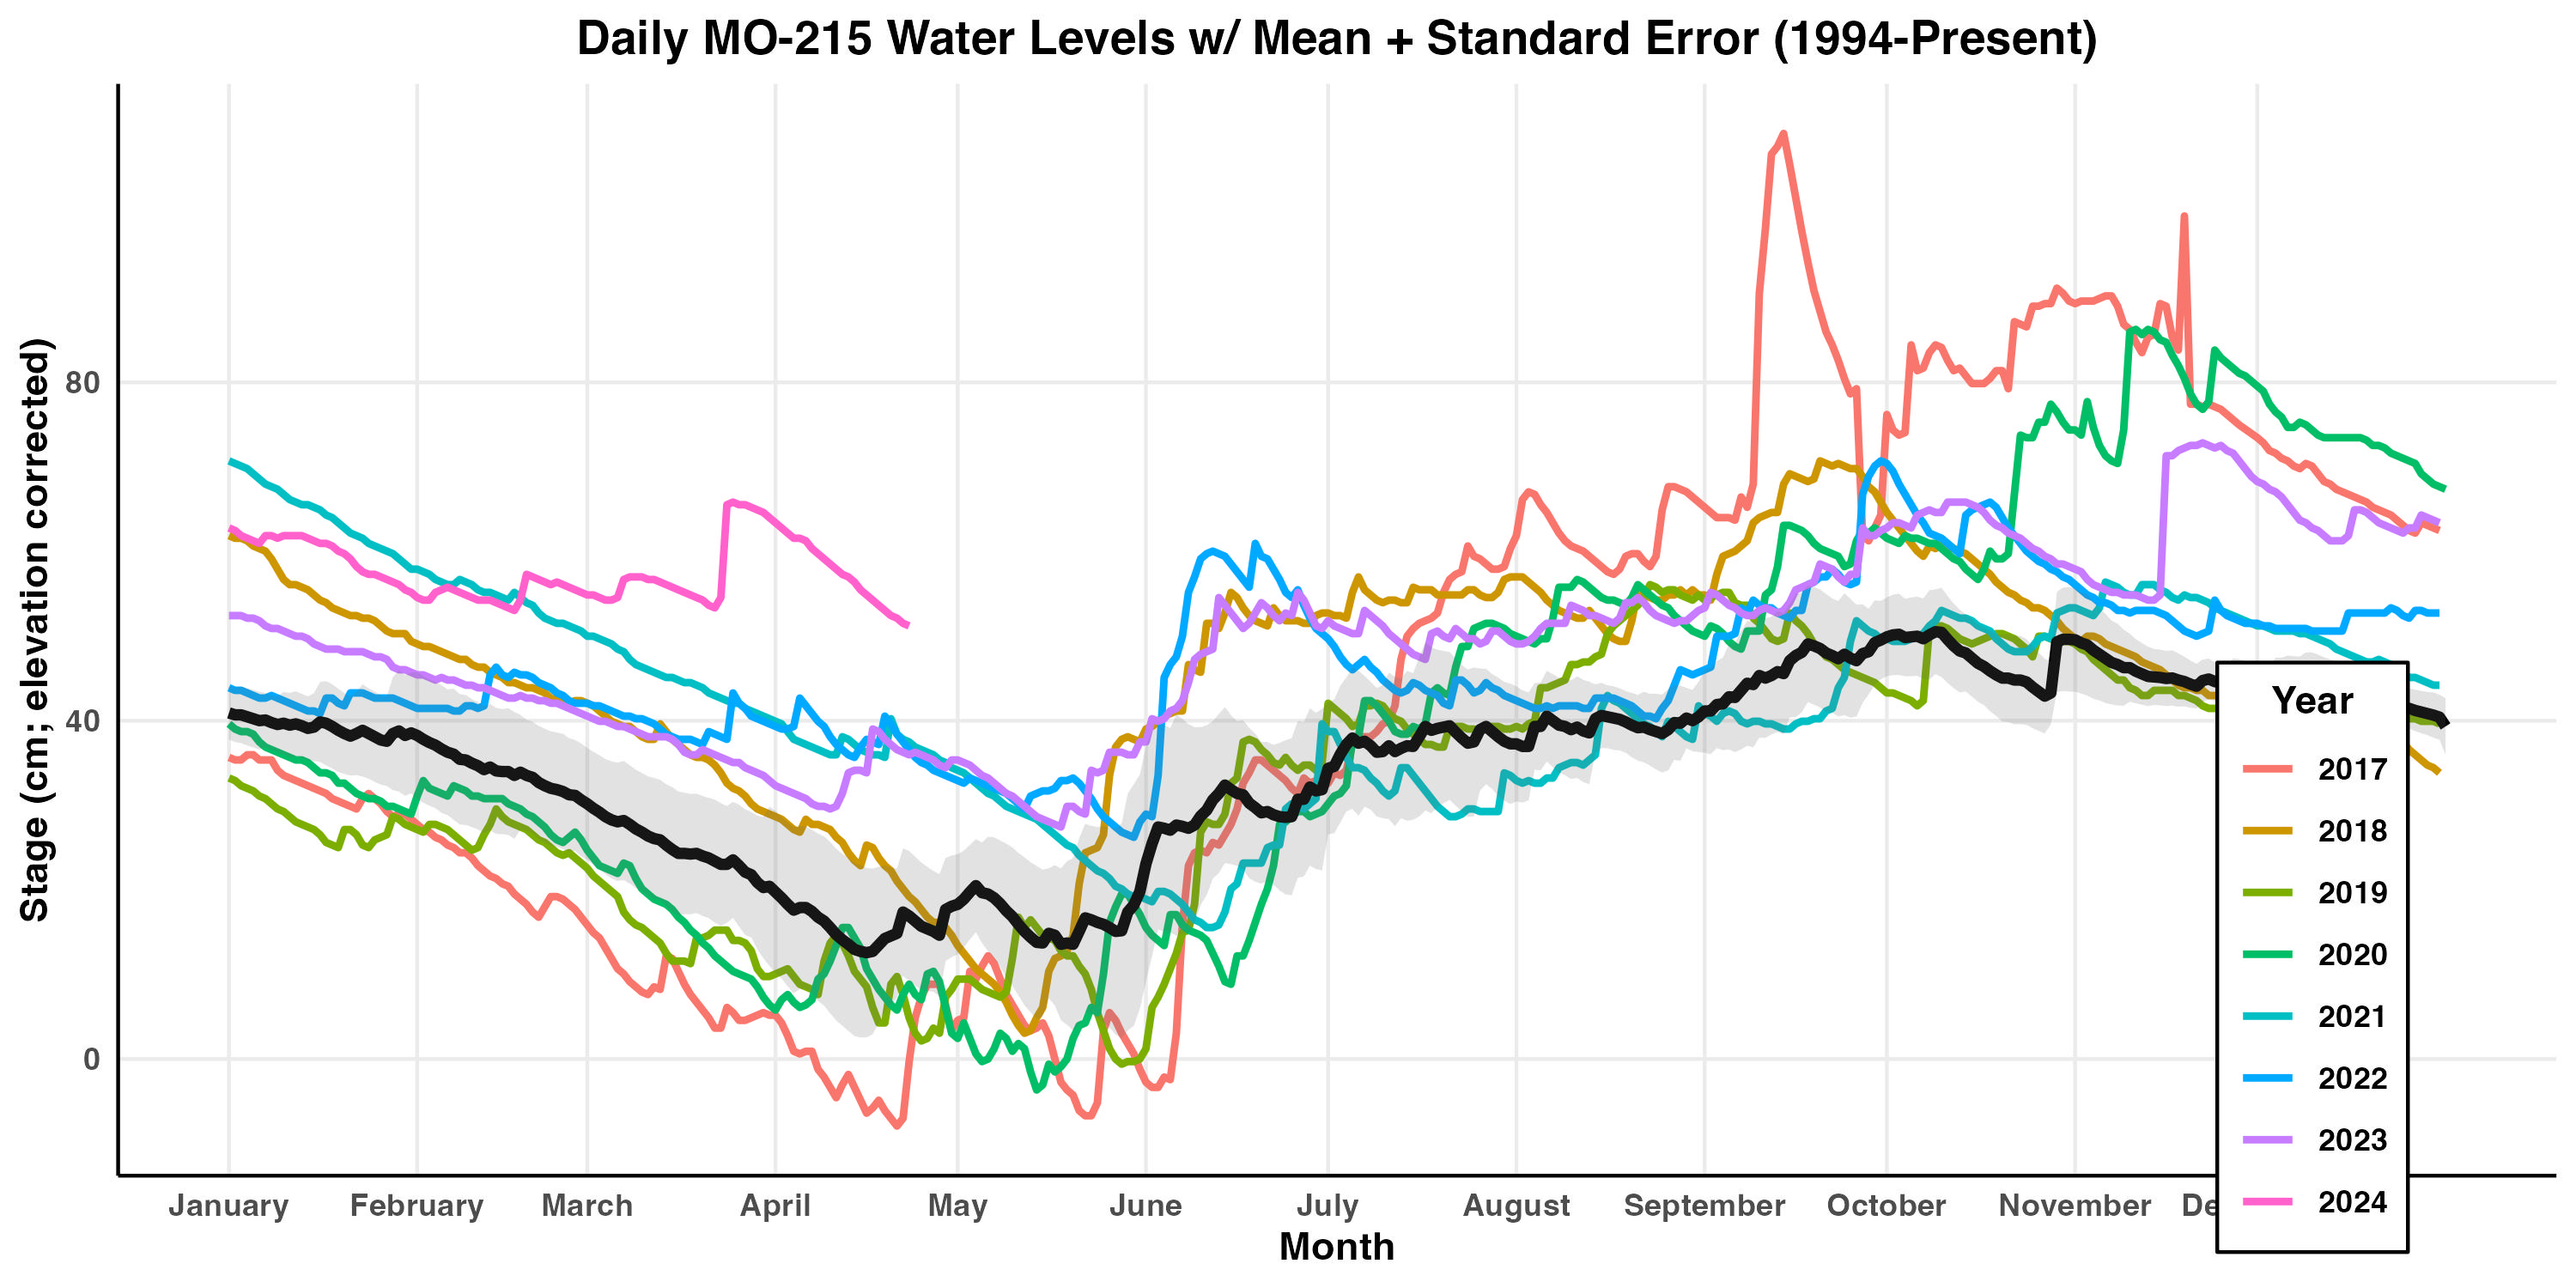 Daily MO-215 Water Levels w/ Mean + Standard Error (1994-Present)
Stage (cm; elevation corrected)
80
40
0
January February March April May June July August September October November De
Month
Year
2017
2018
2019
2020
2021
2022
2023
2024